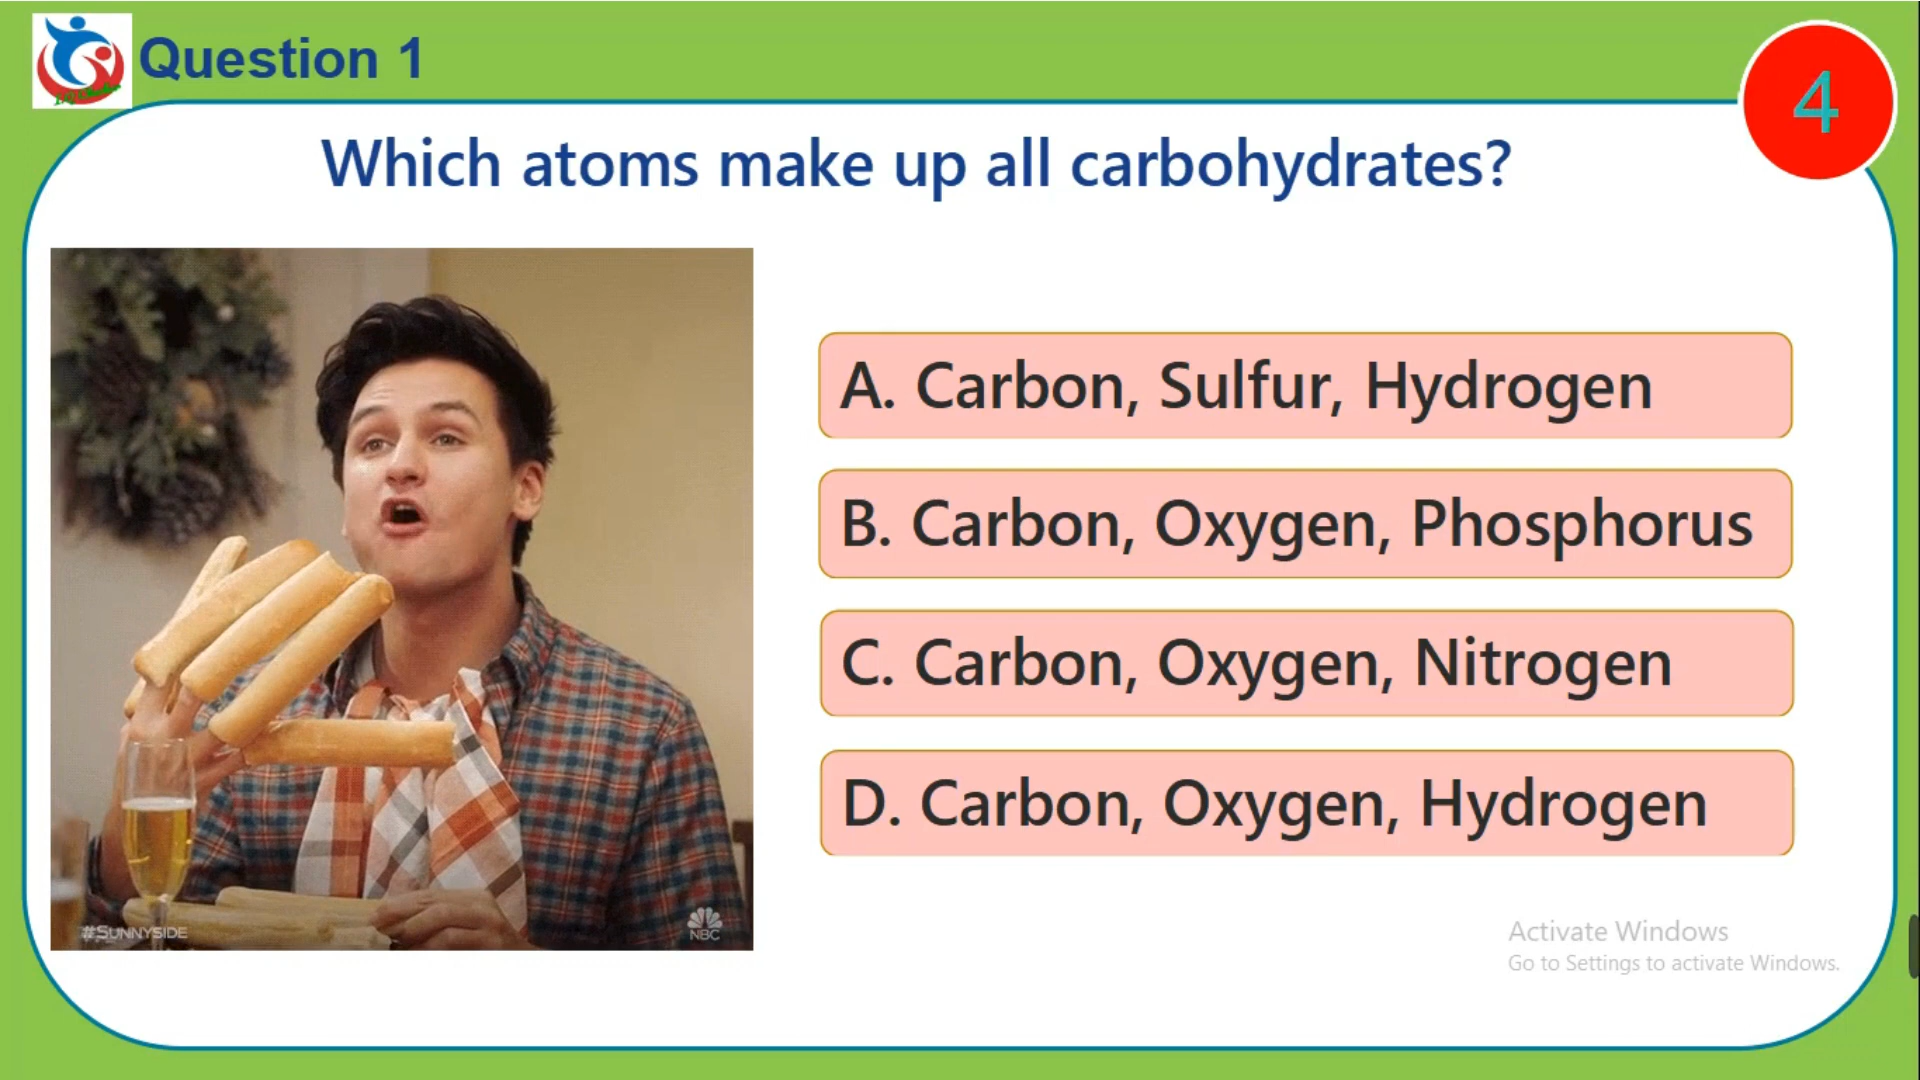 Question 1
4
Which atoms make up all carbohydrates?
A. Carbon, Sulfur, Hydrogen
B. Carbon, Oxygen, Phosphorus
C. Carbon, Oxygen, Nitrogen
D. Carbon, Oxygen, Hydrogen
#SUNNYSIDE
NBC
Activate Windows
Go to Settings to activate Windows.